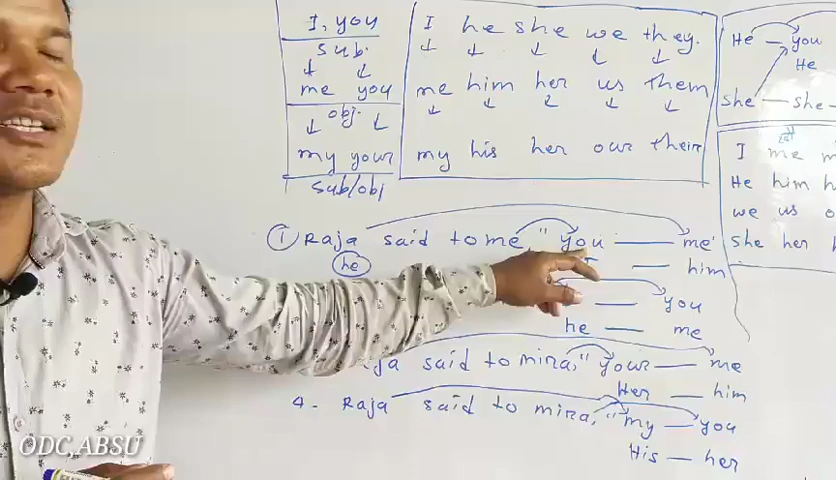 I, you
sub.
me you
obj.
my your
sub/obj
I he she we they.
me him her us Them
my his her our their
He — you
He
she — she —
1st
I me m
He him h
we us o
she her
① Raja said to me, " you — me
he
— him
— you
he — me
ja said to mira, " your — me
Her — him
4. Raja said to mira, " my — you
His — her
ODC, ABSU